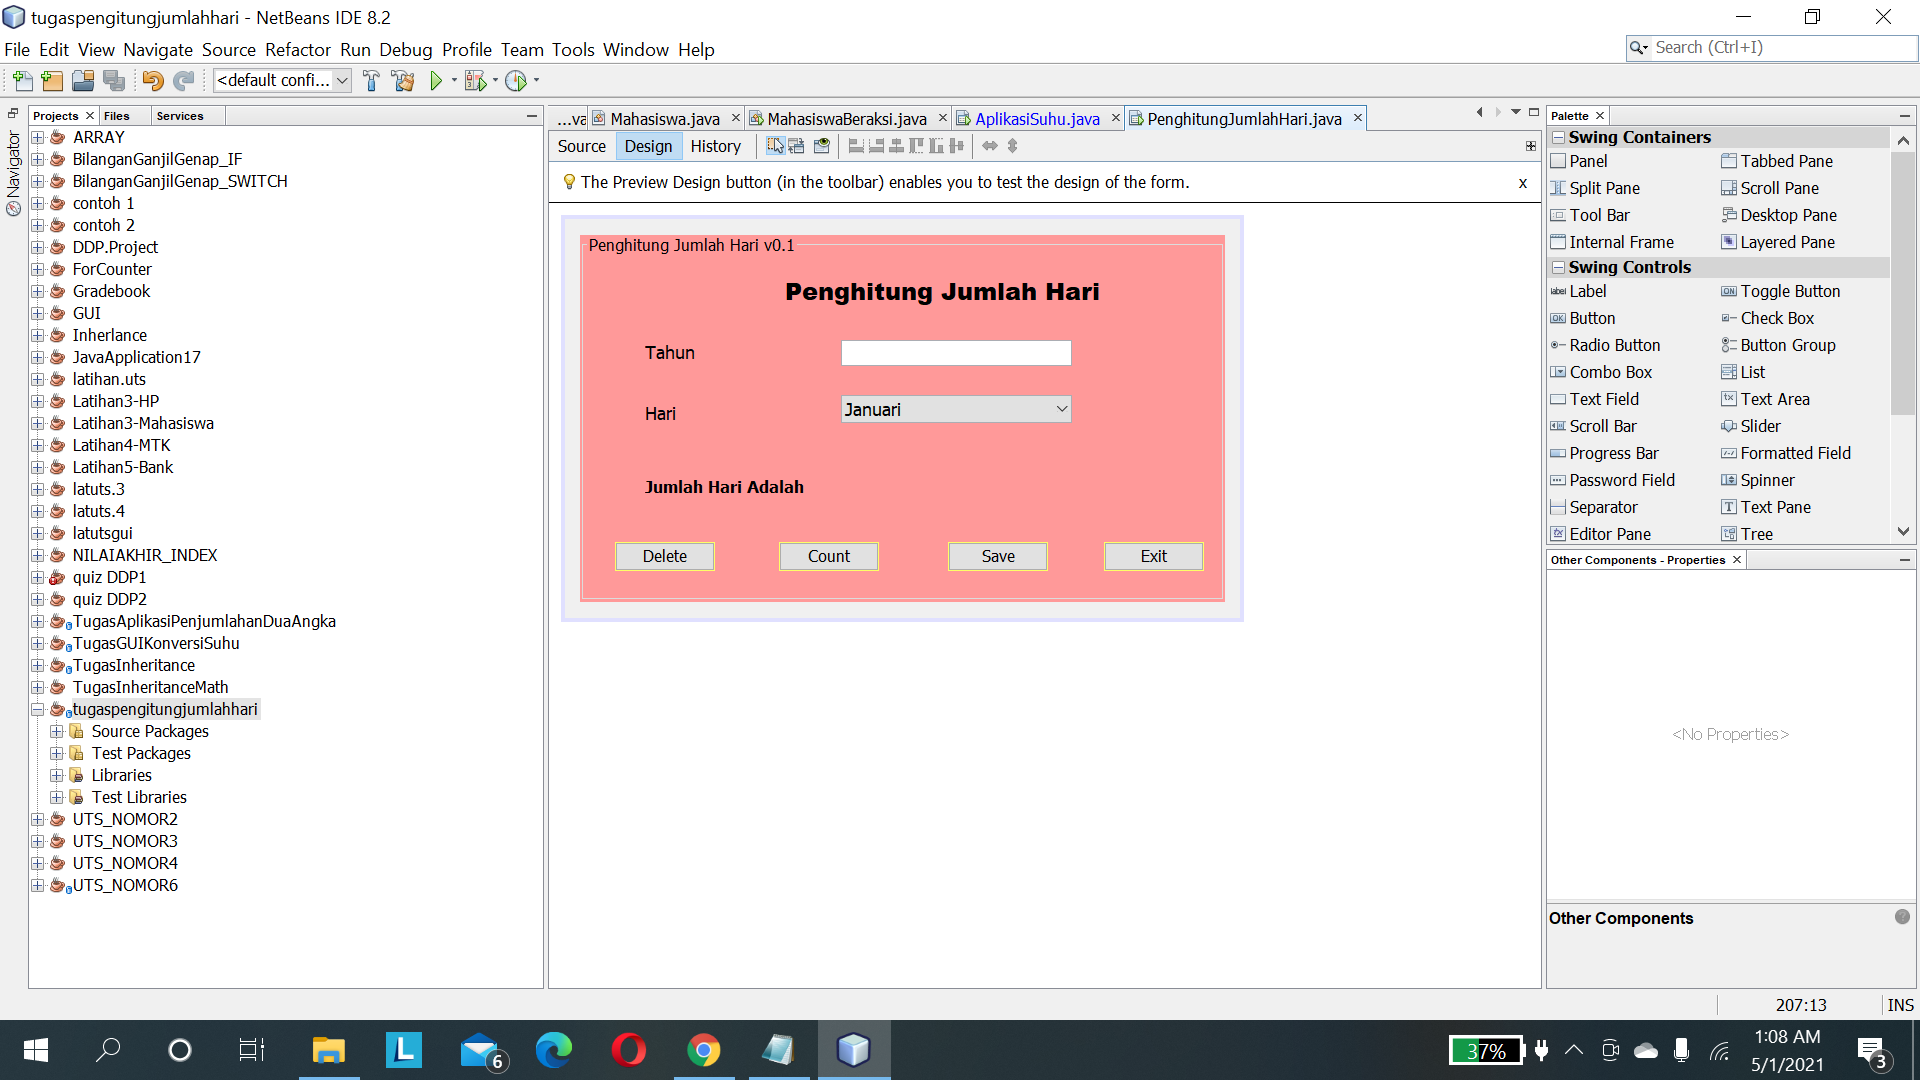 tugaspengitungjumlahhari - NetBeans IDE 8.2
File Edit View Navigate Source Refactor Run Debug Profile Team Tools Window Help
Search (Ctrl+I)
<default confi...
Navigator
Projects
Files
Services
ARRAY
BilanganGanjilGenap_IF
BilanganGanjilGenap_SWITCH
contoh 1
contoh 2
DDP.Project
ForCounter
Gradebook
GUI
Inherlance
JavaApplication17
latihan.uts
Latihan3-HP
Latihan3-Mahasiswa
Latihan4-MTK
Latihan5-Bank
latuts.3
latuts.4
latutsgui
NILAIAKHIR_INDEX
quiz DDP1
quiz DDP2
TugasAplikasiPenjumlahanDuaAngka
TugasGUIKonversiSuhu
TugasInheritance
TugasInheritanceMath
tugaspengitungjumlahhari
Source Packages
Test Packages
Libraries
Test Libraries
UTS_NOMOR2
UTS_NOMOR3
UTS_NOMOR4
UTS_NOMOR6
...va Mahasiswa.java MahasiswaBeraksi.java AplikasiSuhu.java PenghitungJumlahHari.java
Source Design History
The Preview Design button (in the toolbar) enables you to test the design of the form. x
Penghitung Jumlah Hari v0.1
Penghitung Jumlah Hari
Tahun
Hari
Januari
Jumlah Hari Adalah
Delete Count Save Exit
Palette
Swing Containers
Panel Tabbed Pane
Split Pane Scroll Pane
Tool Bar Desktop Pane
Internal Frame Layered Pane
Swing Controls
label Label ON Toggle Button
OK Button Check Box
Radio Button Button Group
Combo Box List
Text Field Text Area
Scroll Bar Slider
Progress Bar Formatted Field
Password Field Spinner
Separator Text Pane
Editor Pane Tree
Other Components - Properties
<No Properties>
Other Components
207:13 INS
L
6
37%
1:08 AM
5/1/2021
3